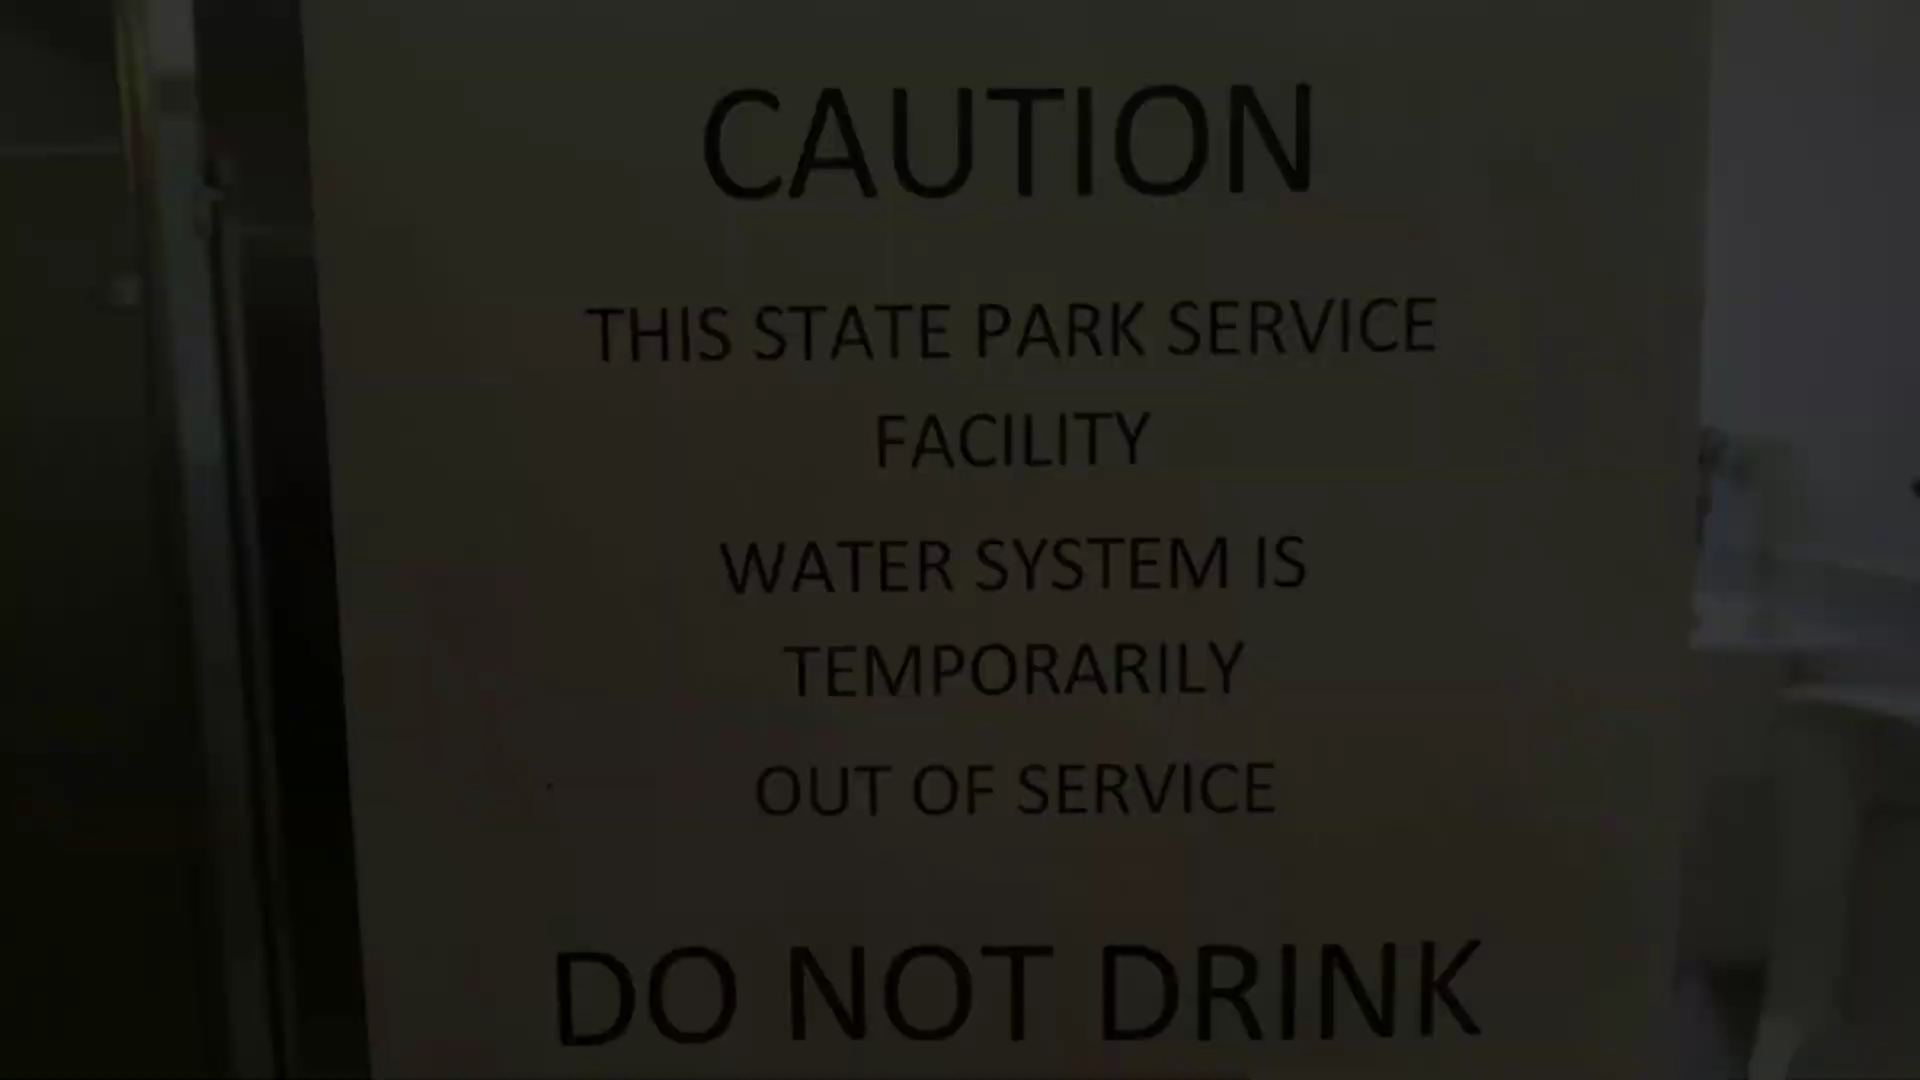 CAUTION
THIS STATE PARK SERVICE
FACILITY
WATER SYSTEM IS
TEMPORARILY
OUT OF SERVICE
DO NOT DRINK